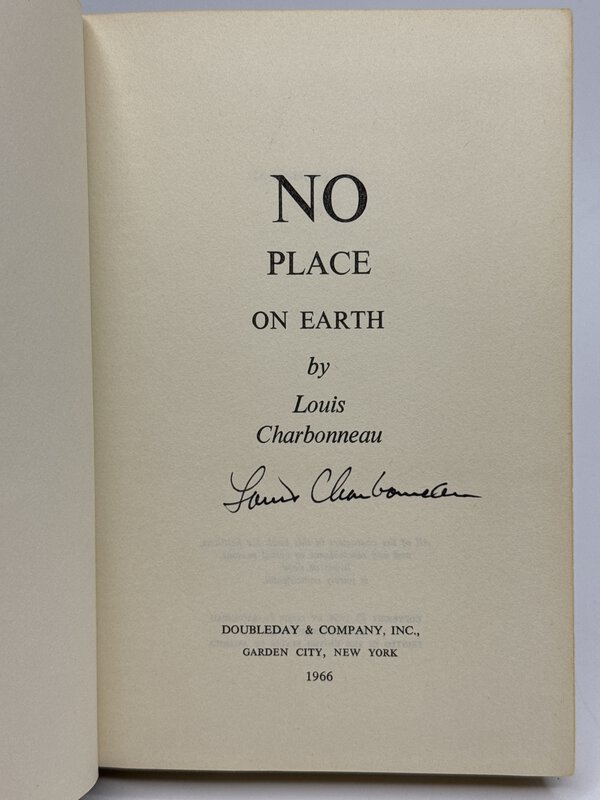 NO
PLACE
ON EARTH
by
Louis
Charbonneau
Louis Charbonneau
DOUBLEDAY & COMPANY, INC.,
GARDEN CITY, NEW YORK
1966